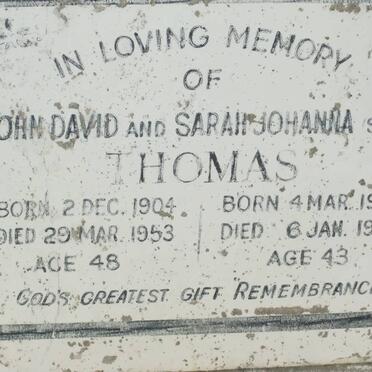 IN LOVING MEMORY
OF
JOHN DAVID AND SARAH JOHANNA (S
THOMAS
BORN 2 DEC. 1904 BORN 4 MAR. 19
DIED 29 MAR. 1953 DIED 6 JAN. 19
AGE 48 AGE 43
GOD'S GREATEST GIFT REMEMBRANC